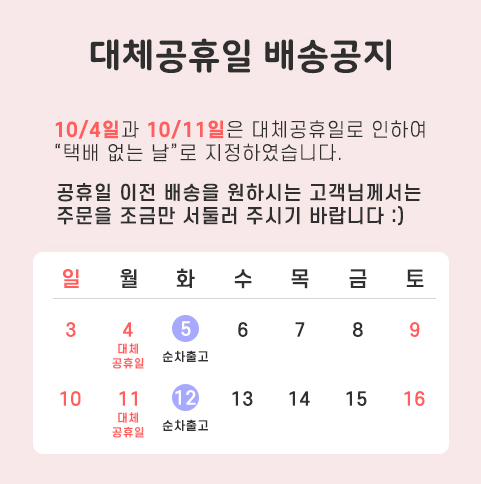 대체공휴일 배송공지
10/4일과 10/11일은 대체공휴일로 인하여
“택배 없는 날”로 지정하였습니다.
공휴일 이전 배송을 원하시는 고객님께서는
주문을 조금만 서둘러 주시기 바랍니다 :)
일 월 화 수 목 금 토
3 4 5 6 7 8 9
대체 순차출고
공휴일
10 11 12 13 14 15 16
대체 순차출고
공휴일